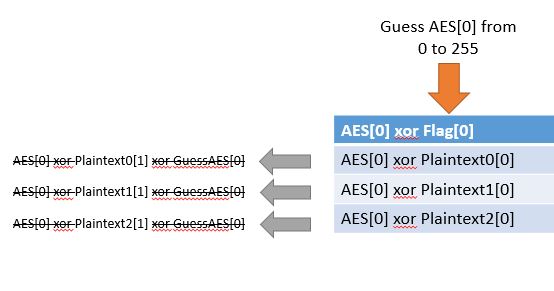 Guess AES[0] from
0 to 255
AES[0] xor Flag[0]
AES[0] xor Plaintext0[1] xor GuessAES[0]
AES[0] xor Plaintext0[0]
AES[0] xor Plaintext1[1] xor GuessAES[0]
AES[0] xor Plaintext1[0]
AES[0] xor Plaintext2[1] xor GuessAES[0]
AES[0] xor Plaintext2[0]